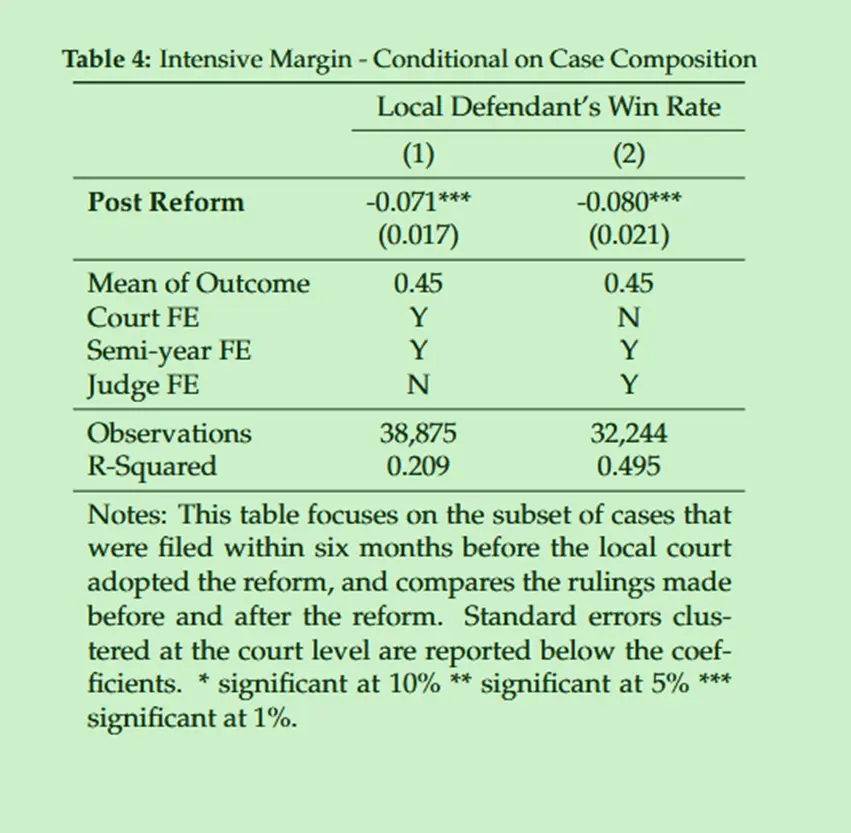 Table 4: Intensive Margin - Conditional on Case Composition
Local Defendant's Win Rate
(1) (2)
Post Reform -0.071*** -0.080***
(0.017) (0.021)
Mean of Outcome 0.45 0.45
Court FE Y N
Semi-year FE Y Y
Judge FE N Y
Observations 38,875 32,244
R-Squared 0.209 0.495
Notes: This table focuses on the subset of cases that
were filed within six months before the local court
adopted the reform, and compares the rulings made
before and after the reform. Standard errors clus-
tered at the court level are reported below the coef-
ficients. * significant at 10% ** significant at 5% ***
significant at 1%.